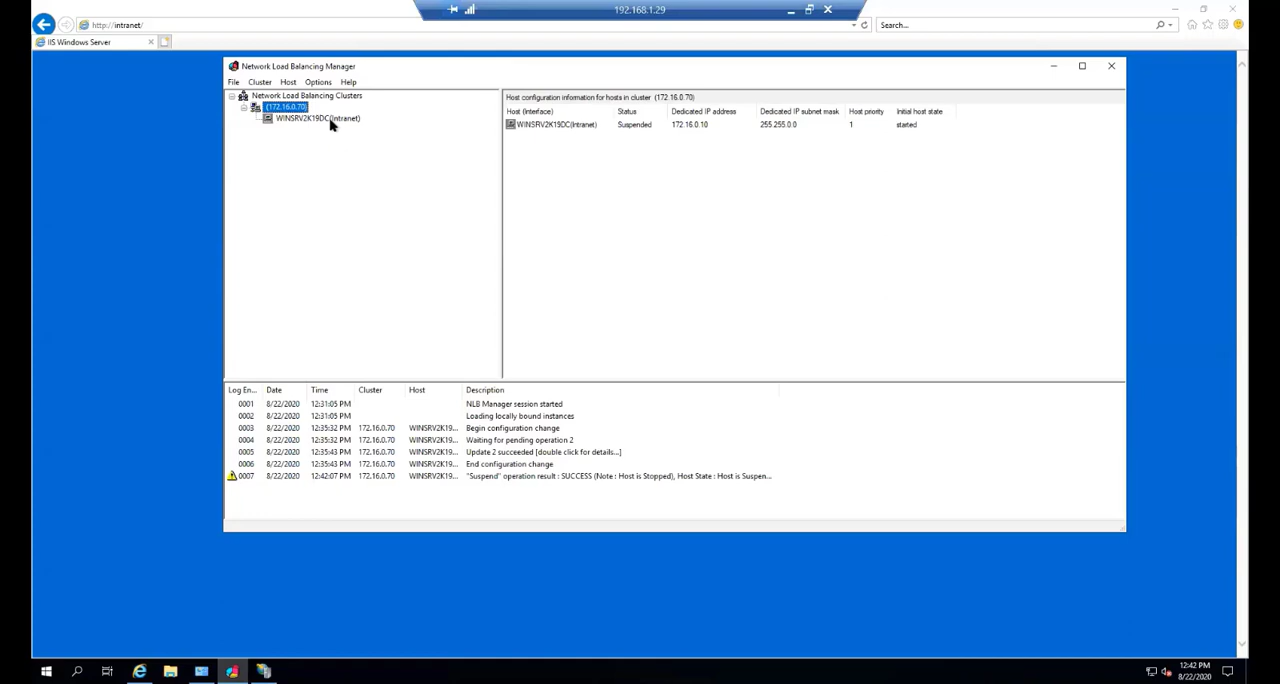 192.168.1.29
http://intranet/
Search...
IIS Windows Server
Network Load Balancing Manager
File Cluster Host Options Help
Network Load Balancing Clusters
(172.16.0.70)
WINSRV2K19DC(Intranet)
Host configuration information for hosts in cluster (172.16.0.70)
Host (Interface) Status Dedicated IP address Dedicated IP subnet mask Host priority Initial host state
WINSRV2K19DC(Intranet) Suspended 172.16.0.10 255.255.0.0 1 started
Log En... Date Time Cluster Host Description
0001 8/22/2020 12:31:05 PM NLB Manager session started
0002 8/22/2020 12:31:05 PM Loading locally bound instances
0003 8/22/2020 12:35:32 PM 172.16.0.70 WINSRV2K19... Begin configuration change
0004 8/22/2020 12:35:32 PM 172.16.0.70 WINSRV2K19... Waiting for pending operation 2
0005 8/22/2020 12:35:43 PM 172.16.0.70 WINSRV2K19... Update 2 succeeded [double click for details...]
0006 8/22/2020 12:35:43 PM 172.16.0.70 WINSRV2K19... End configuration change
0007 8/22/2020 12:42:07 PM 172.16.0.70 WINSRV2K19... "Suspend" operation result : SUCCESS (Note : Host is Stopped), Host State : Host is Suspen...
12:42 PM
8/22/2020